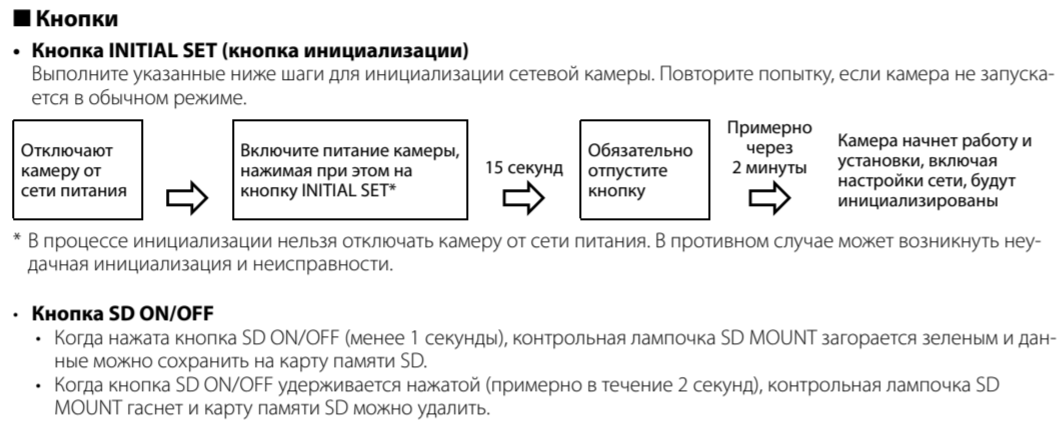 ■ Кнопки
• Кнопка INITIAL SET (кнопка инициализации)
Выполните указанные ниже шаги для инициализации сетевой камеры. Повторите попытку, если камера не запуска-
ется в обычном режиме.
Отключают
камеру от
сети питания
Включите питание камеры,
нажимая при этом на
кнопку INITIAL SET*
15 секунд
Обязательно
отпустите
кнопку
Примерно
через
2 минуты
Камера начнет работу и
установки, включая
настройки сети, будут
инициализированы
* В процессе инициализации нельзя отключать камеру от сети питания. В противном случае может возникнуть неу-
дачная инициализация и неисправности.
• Кнопка SD ON/OFF
• Когда нажата кнопка SD ON/OFF (менее 1 секунды), контрольная лампочка SD MOUNT загорается зеленым и дан-
ные можно сохранить на карту памяти SD.
• Когда кнопка SD ON/OFF удерживается нажатой (примерно в течение 2 секунд), контрольная лампочка SD
MOUNT гаснет и карту памяти SD можно удалить.